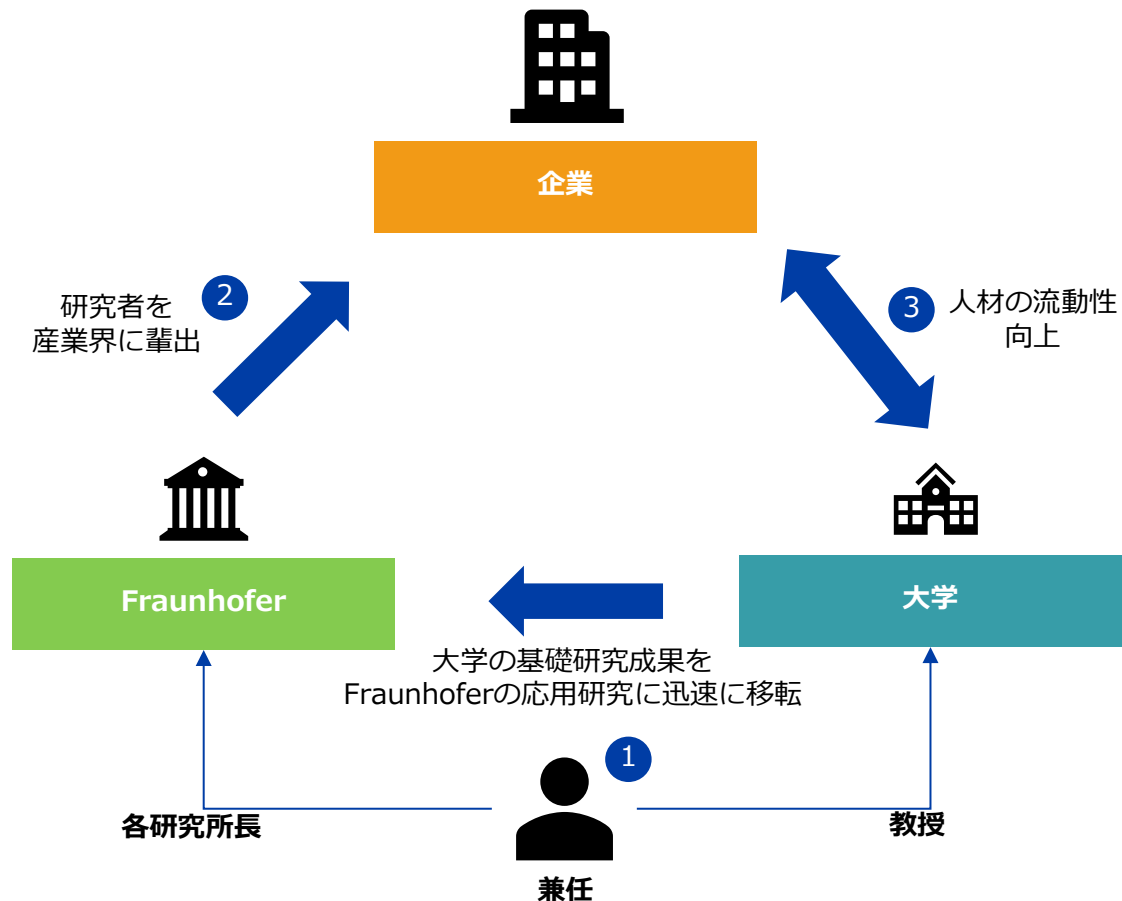 企業
2
研究者を
産業界に輩出
3
人材の流動性
向上
Fraunhofer
大学
大学の基礎研究成果を
Fraunhoferの応用研究に迅速に移転
1
各研究所長
教授
兼任